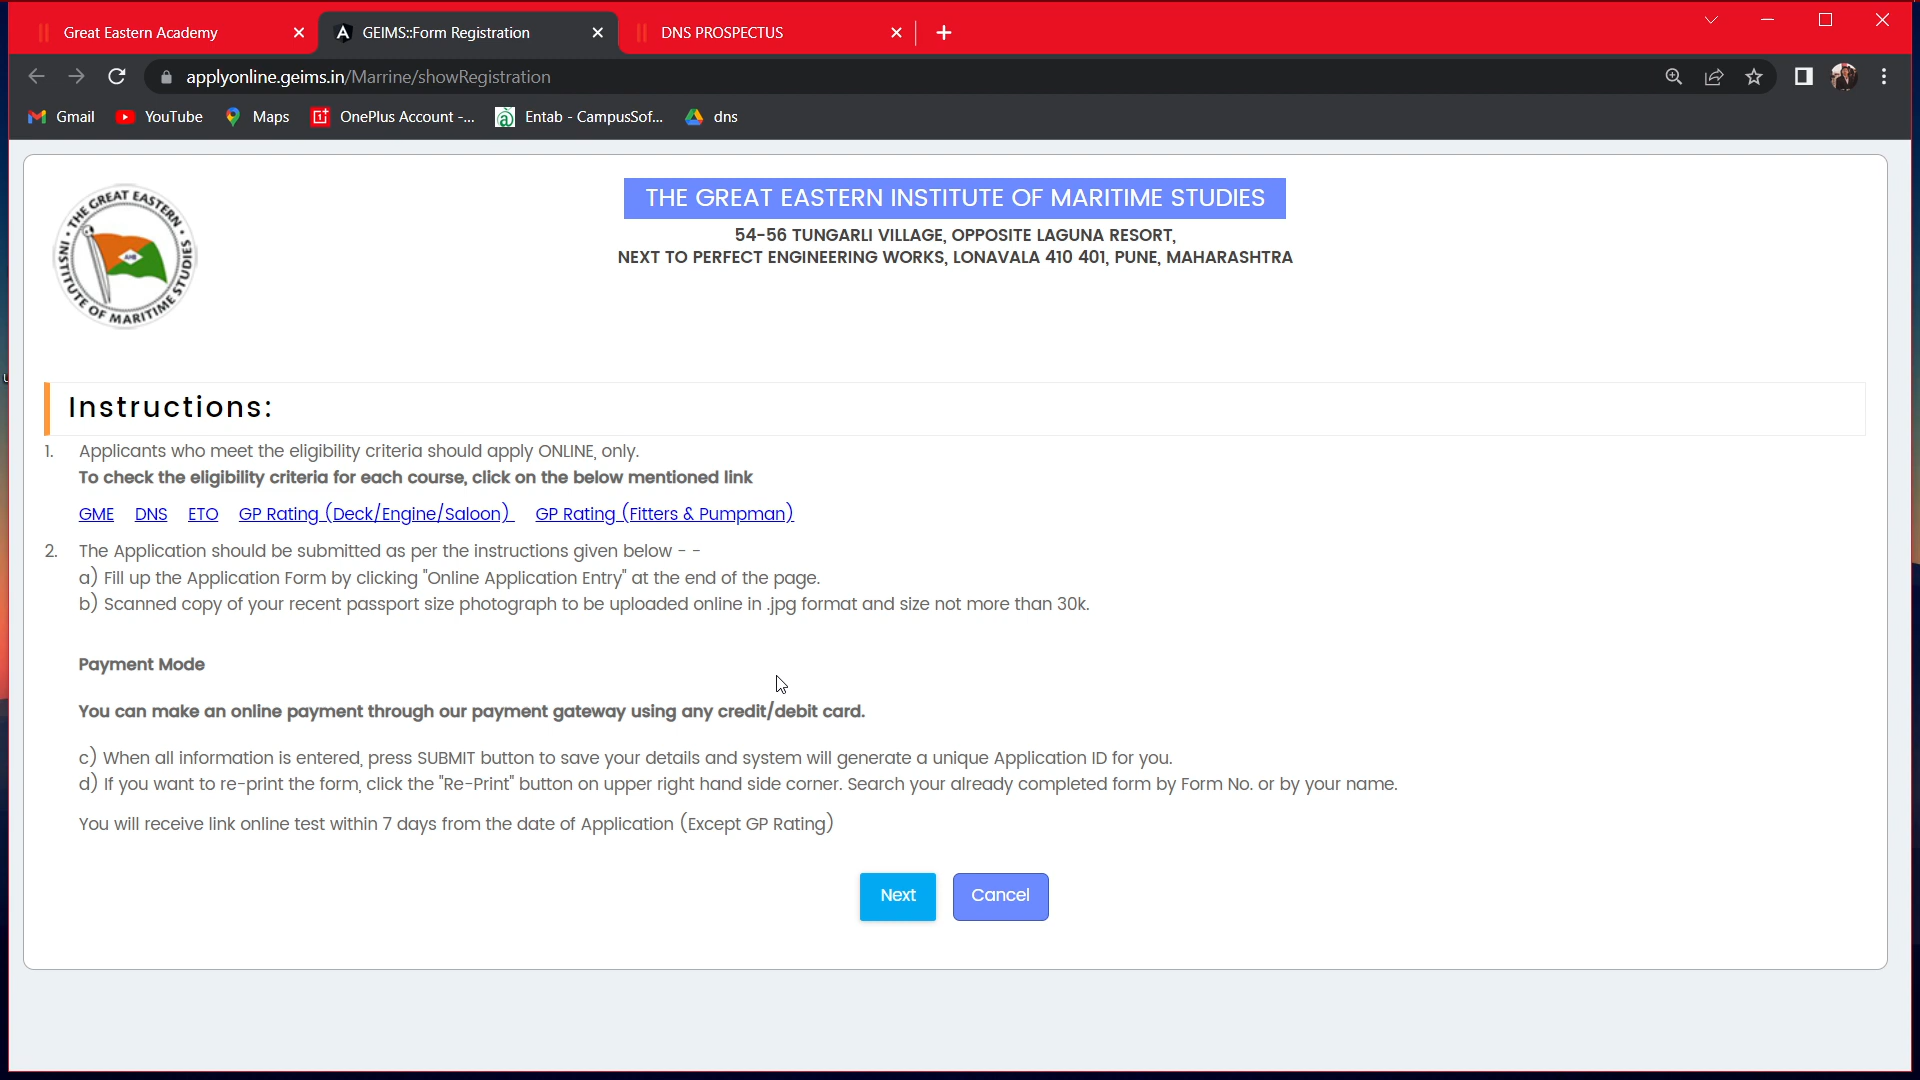 Great Eastern Academy
GEIMS::Form Registration
DNS PROSPECTUS
applyonline.geims.in/Marrine/showRegistration
Gmail
YouTube
Maps
OnePlus Account -...
Entab - CampusSof...
dns
THE GREAT EASTERN INSTITUTE OF MARITIME STUDIES
THE GREAT EASTERN INSTITUTE OF MARITIME STUDIES
54-56 TUNGARLI VILLAGE, OPPOSITE LAGUNA RESORT,
NEXT TO PERFECT ENGINEERING WORKS, LONAVALA 410 401, PUNE, MAHARASHTRA
Instructions:
1. Applicants who meet the eligibility criteria should apply ONLINE, only.
To check the eligibility criteria for each course, click on the below mentioned link
GME DNS ETO GP Rating (Deck/Engine/Saloon) GP Rating (Fitters & Pumpman)
2. The Application should be submitted as per the instructions given below - -
a) Fill up the Application Form by clicking "Online Application Entry" at the end of the page.
b) Scanned copy of your recent passport size photograph to be uploaded online in .jpg format and size not more than 30k.
Payment Mode
You can make an online payment through our payment gateway using any credit/debit card.
c) When all information is entered, press SUBMIT button to save your details and system will generate a unique Application ID for you.
d) If you want to re-print the form, click the "Re-Print" button on upper right hand side corner. Search your already completed form by Form No. or by your name.
You will receive link online test within 7 days from the date of Application (Except GP Rating)
Next
Cancel